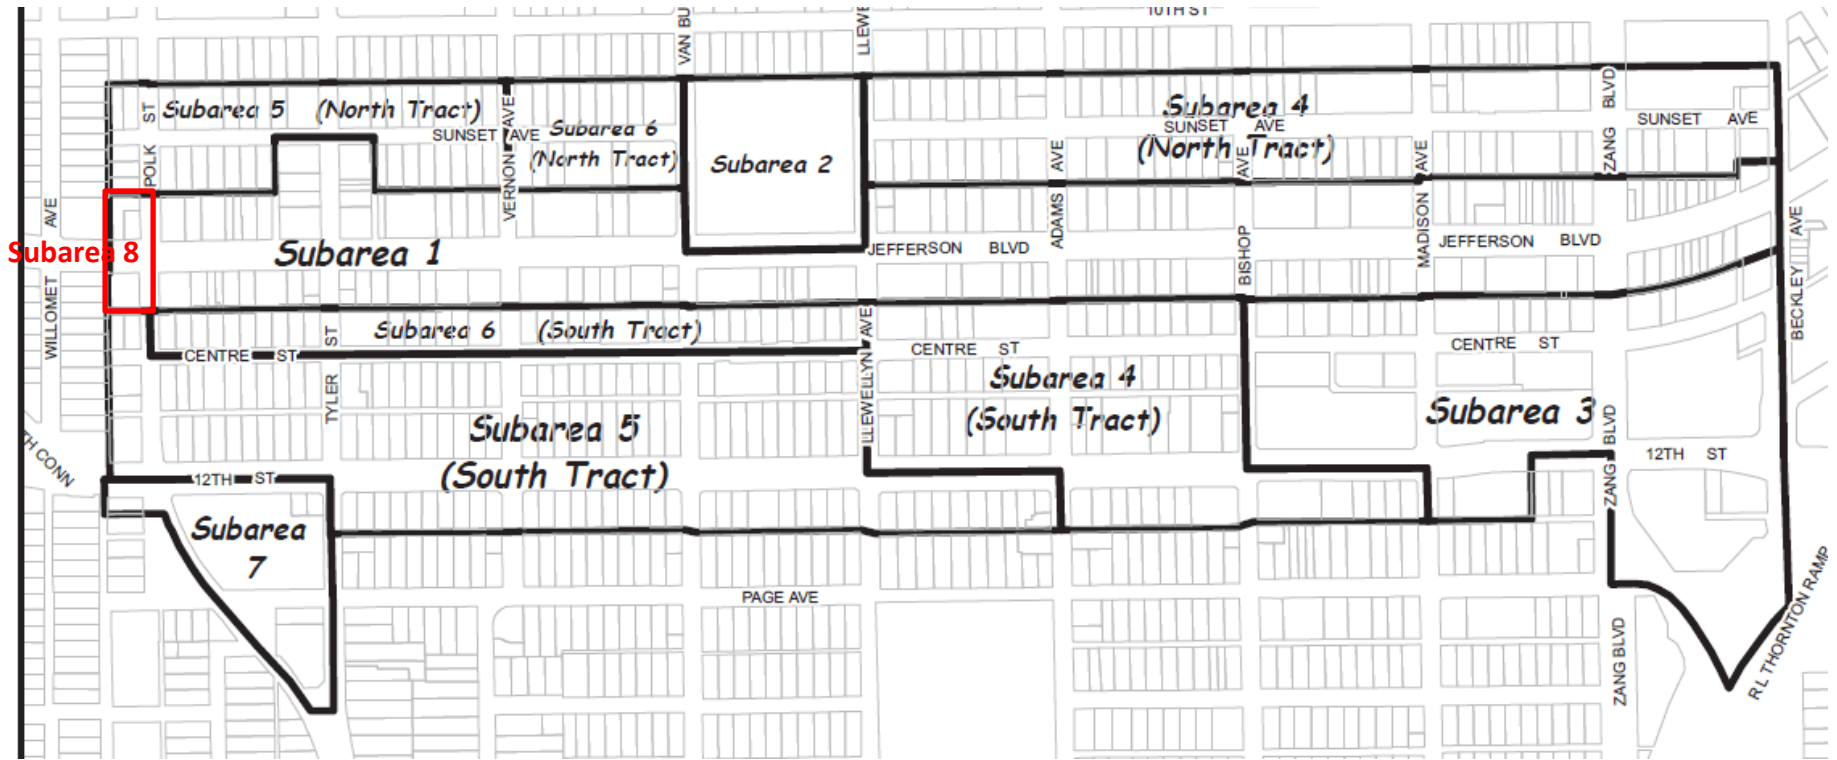 10TH ST
VAN BU
LLEWE
ST
POLK
Subarea 5 (North Tract)
VERNON AVE
SUNSET AVE
Subarea 6
(North Tract)
Subarea 2
Subarea 4
SUNSET AVE
(North Tract)
ADAMS AVE
BISHOP AVE
MADISON AVE
ZANG BLVD
SUNSET AVE
WILLOMET AVE
Subarea 8
Subarea 1
JEFFERSON BLVD
JEFFERSON BLVD
BECKLEY AVE
Subarea 6 (South Tract)
CENTRE ST
TYLER ST
LLEWELLYN AVE
CENTRE ST
CENTRE ST
Subarea 4
(South Tract)
Subarea 3
ZANG BLVD
Subarea 5
(South Tract)
TH CONN
12TH ST
12TH ST
Subarea
7
PAGE AVE
ZANG BLVD
R L THORNTON RAMP